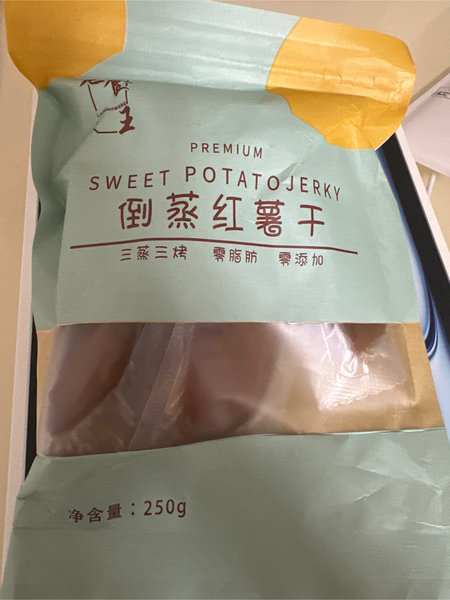 王
PREMIUM
SWEET POTATOJERKY
倒蒸红薯干
三蒸三烤 零脂肪 零添加
净含量：250g